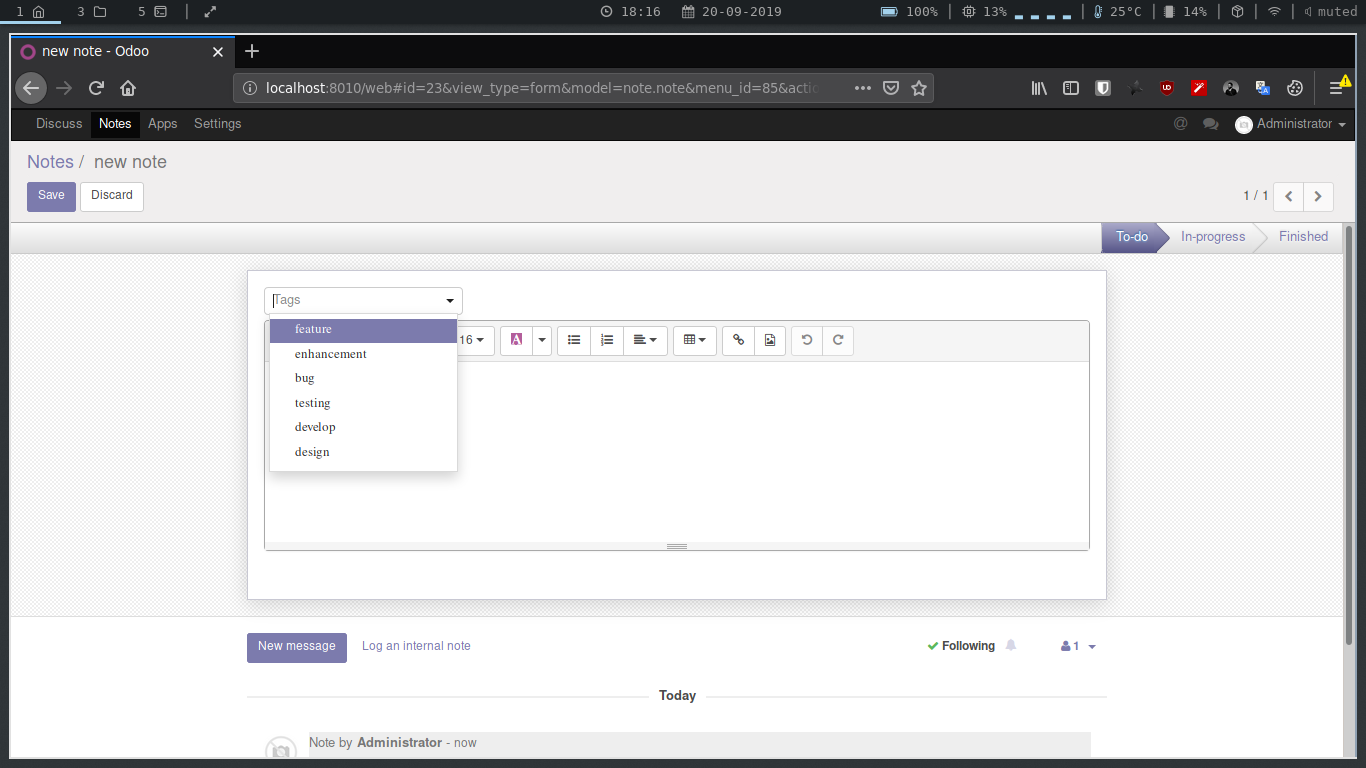 1 3 5 18:16 20-09-2019 100% 13% 25°C 14% muted
new note - Odoo
localhost:8010/web#id=23&view_type=form&model=note.note&menu_id=85&acti
Discuss Notes Apps Settings @ Administrator
Notes / new note
Save Discard 1 / 1
To-do In-progress Finished
Tags
feature
16 A
enhancement
bug
testing
develop
design
New message Log an internal note Following 1
Today
Note by Administrator - now